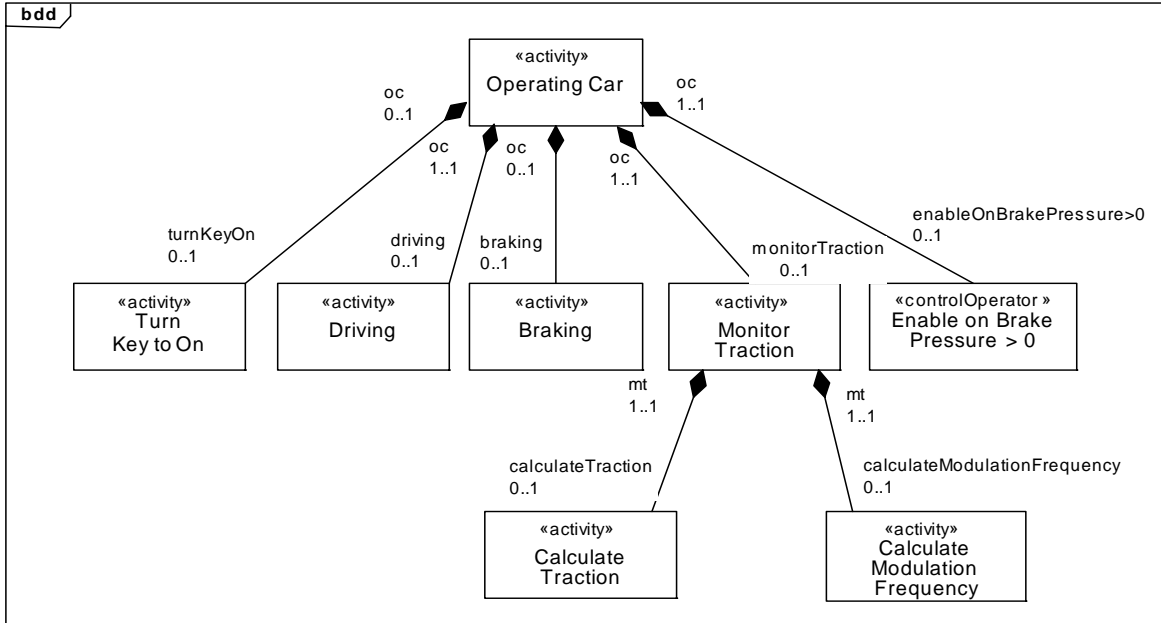 bdd
«activity»
Operating Car
oc
0..1
oc
1..1
oc
0..1
oc
1..1
oc
1..1
turnKeyOn
0..1
driving
0..1
braking
0..1
monitorTraction
0..1
enableOnBrakePressure>0
0..1
«activity»
Turn
Key to On
«activity»
Driving
«activity»
Braking
«activity»
Monitor
Traction
«controlOperator »
Enable on Brake
Pressure > 0
mt
1..1
mt
1..1
calculateTraction
0..1
calculateModulationFrequency
0..1
«activity»
Calculate
Traction
«activity»
Calculate
Modulation
Frequency